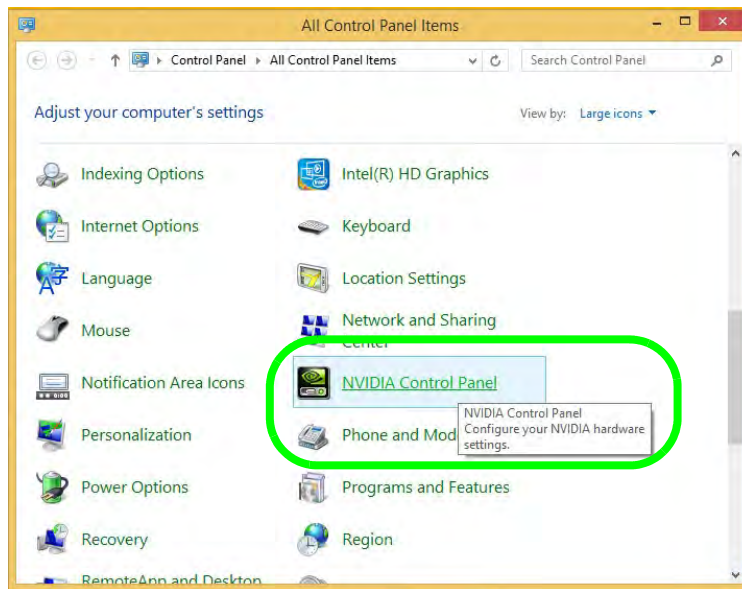 All Control Panel Items
Control Panel All Control Panel Items
Search Control Panel
Adjust your computer's settings
View by: Large icons
Indexing Options
Intel(R) HD Graphics
Internet Options
Keyboard
Language
Location Settings
Mouse
Network and Sharing
Center
Notification Area Icons
NVIDIA Control Panel
NVIDIA Control Panel
Configure your NVIDIA hardware
settings.
Personalization
Phone and
Power Options
Programs and Features
Recovery
Region
RemoteApp and Desktop